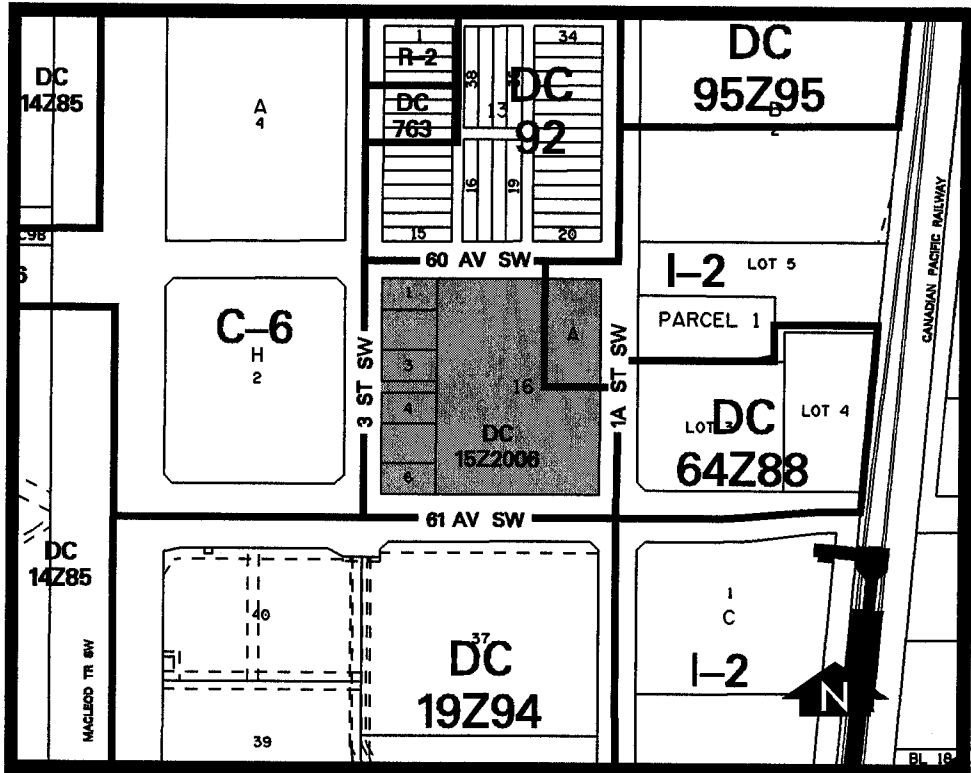 DC
14Z85
A
4
1
R-2
DC
763
38
13
34
DC
92
16
19
15
20
DC
95Z95
2
C9B
6
60 AV SW
I-2
LOT 5
PARCEL 1
CANADIAN PACIFIC RAILWAY
C-6
H
2
3 ST SW
1
3
4
6
A
16
DC
15Z2006
1A ST SW
DC
LOT 4
64Z88
61 AV SW
DC
14Z85
MACLEOD TR SW
40
39
37
DC
19Z94
1
C
I-2
N
BL 18